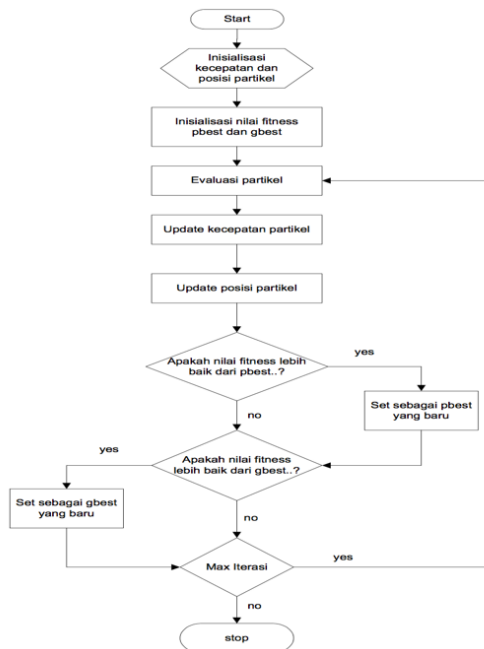 Start
Inisialisasi
kecepatan dan
posisi partikel
Inisialisasi nilai fitness
pbest dan gbest
Evaluasi partikel
Update kecepatan partikel
Update posisi partikel
Apakah nilai fitness lebih
baik dari pbest..?
yes
Set sebagai pbest
yang baru
no
Apakah nilai fitness
lebih baik dari gbest..?
yes
Set sebagai gbest
yang baru
no
Max Iterasi
yes
no
stop